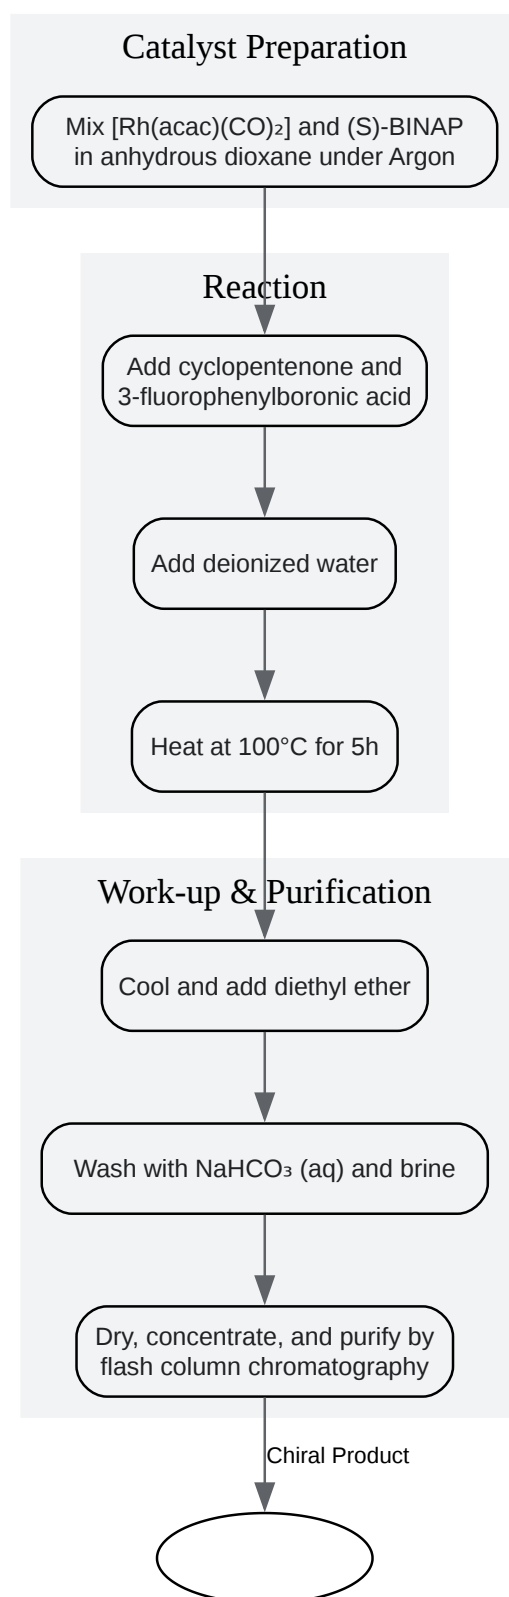 Catalyst Preparation
Mix [Rh(acac)(CO)₂] and (S)-BINAP
in anhydrous dioxane under Argon
Reaction
Add cyclopentenone and
3-fluorophenylboronic acid
Add deionized water
Heat at 100°C for 5h
Work-up & Purification
Cool and add diethyl ether
Wash with NaHCO₃ (aq) and brine
Dry, concentrate, and purify by
flash column chromatography
Chiral Product